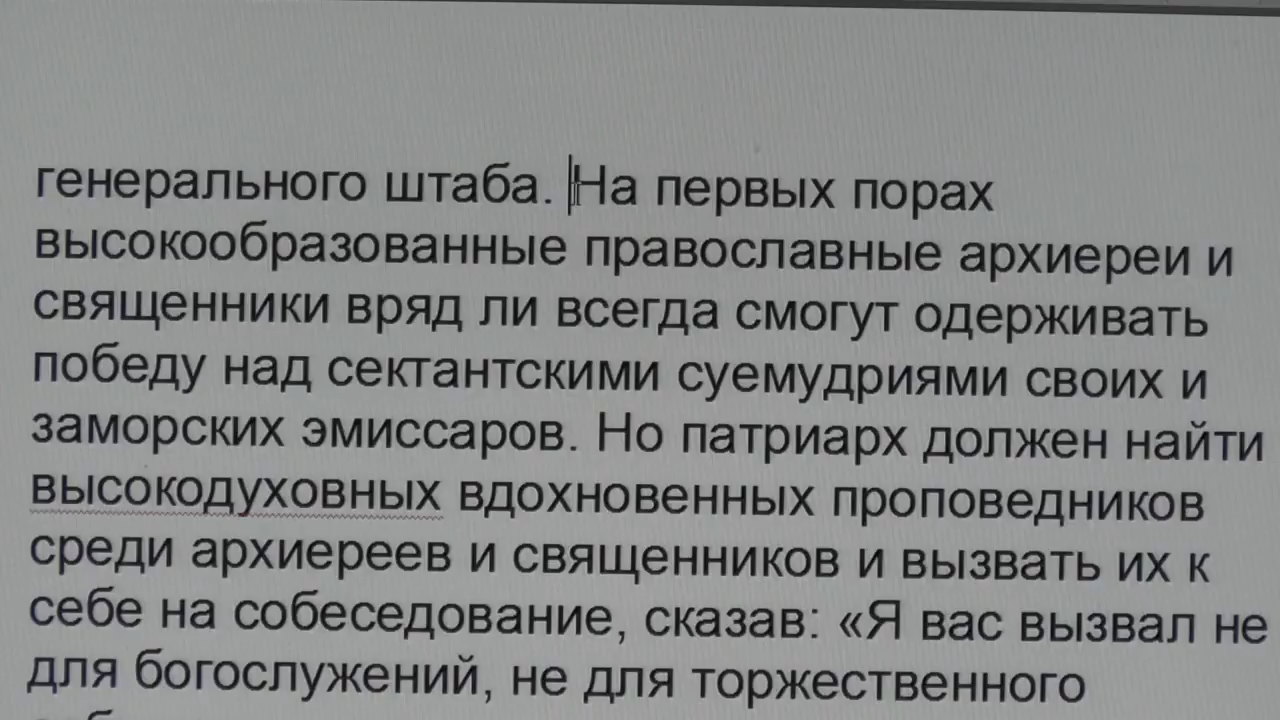 генерального штаба. На первых порах
высокообразованные православные архиереи и
священники вряд ли всегда смогут одерживать
победу над сектантскими суемудриями своих и
заморских эмиссаров. Но патриарх должен найти
высокодуховных вдохновенных проповедников
среди архиереев и священников и вызвать их к
себе на собеседование, сказав: «Я вас вызвал не
для богослужений, не для торжественного